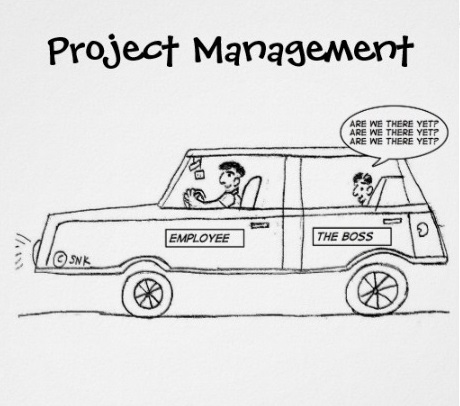 Project Management
ARE WE THERE YET?
ARE WE THERE YET?
ARE WE THERE YET?
EMPLOYEE
THE BOSS
© SNK